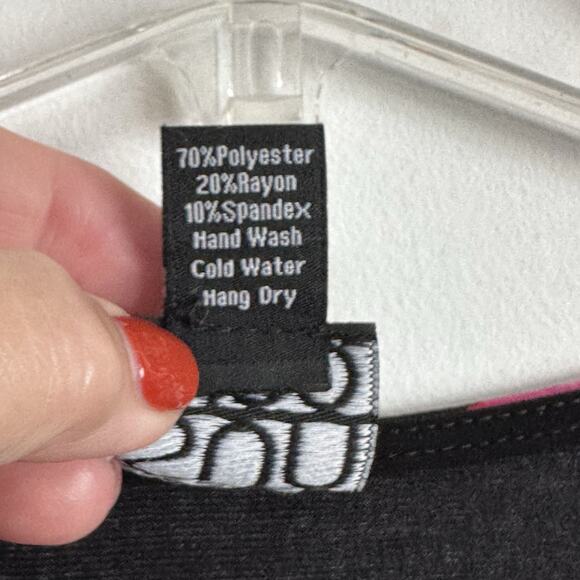 70%Polyester
20%Rayon
10%Spandex
Hand Wash
Cold Water
Hang Dry